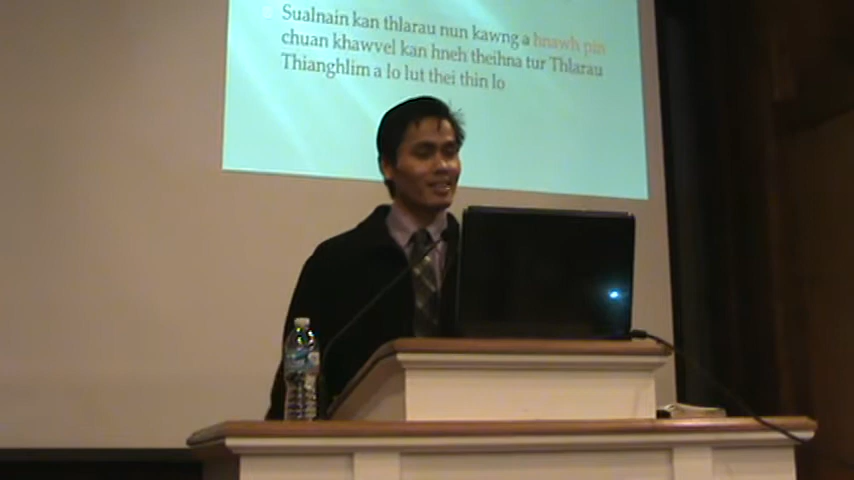 Sualnain kan thlarau nun kawng a hnawh pin
chuan khawvel kan hneh theihna tur Thlarau
Thianghlim a lo lut thei thin lo